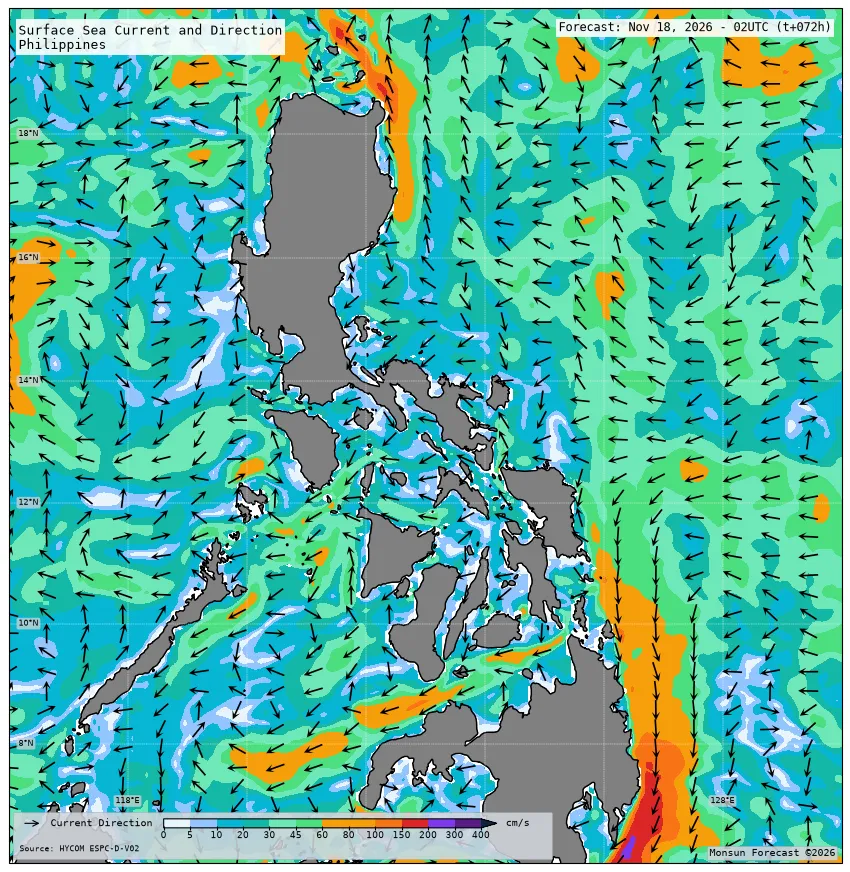 Surface Sea Current and Direction
Philippines
Forecast: Nov 18, 2026 - 02UTC (t+072h)
18°N
16°N
14°N
12°N
10°N
8°N
118°E
128°E
Current Direction
0 5 10 20 30 45 60 80 100 150 200 300 400
cm/s
Source: HYCOM ESPC-D-V02
Monsun Forecast ©2026